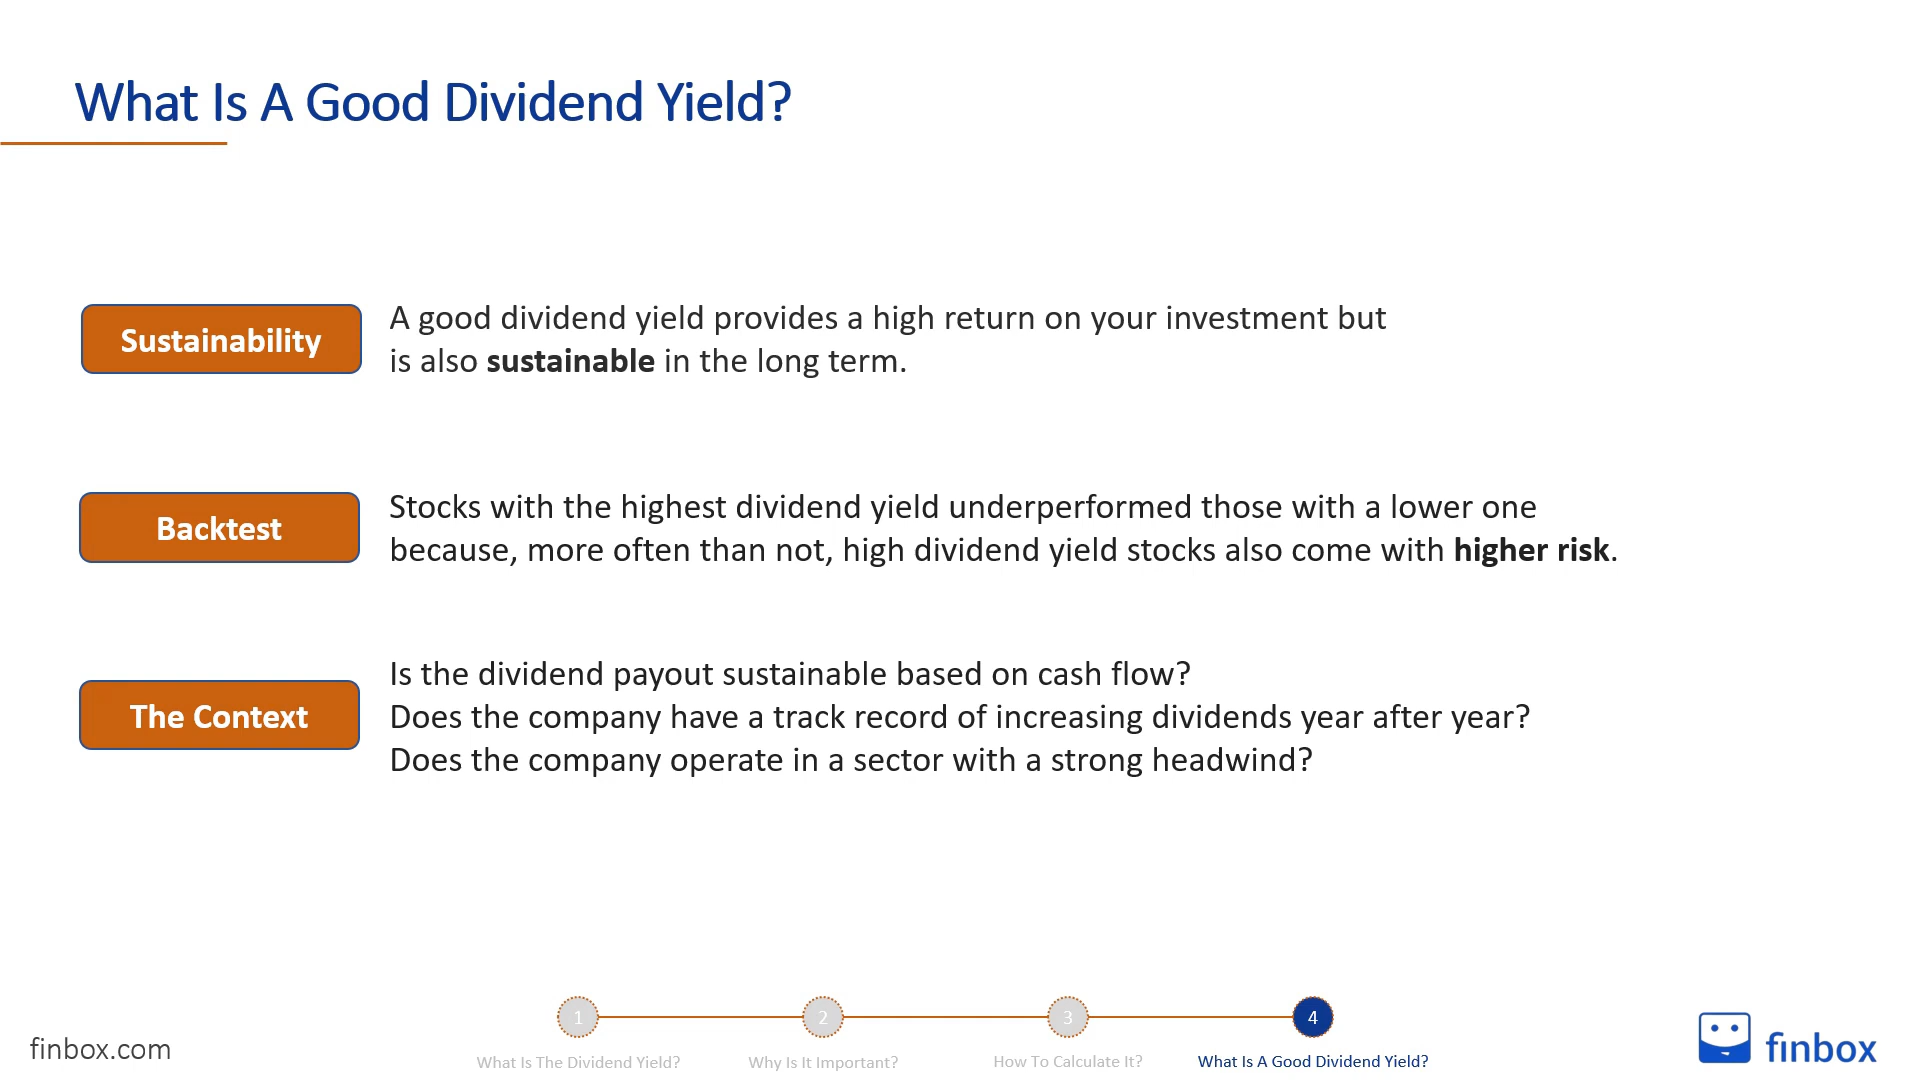 What Is A Good Dividend Yield?
Sustainability
A good dividend yield provides a high return on your investment but
is also sustainable in the long term.
Backtest
Stocks with the highest dividend yield underperformed those with a lower one
because, more often than not, high dividend yield stocks also come with higher risk.
The Context
Is the dividend payout sustainable based on cash flow?
Does the company have a track record of increasing dividends year after year?
Does the company operate in a sector with a strong headwind?
1
2
3
4
What Is The Dividend Yield?
Why Is It Important?
How To Calculate It?
What Is A Good Dividend Yield?
finbox.com
finbox